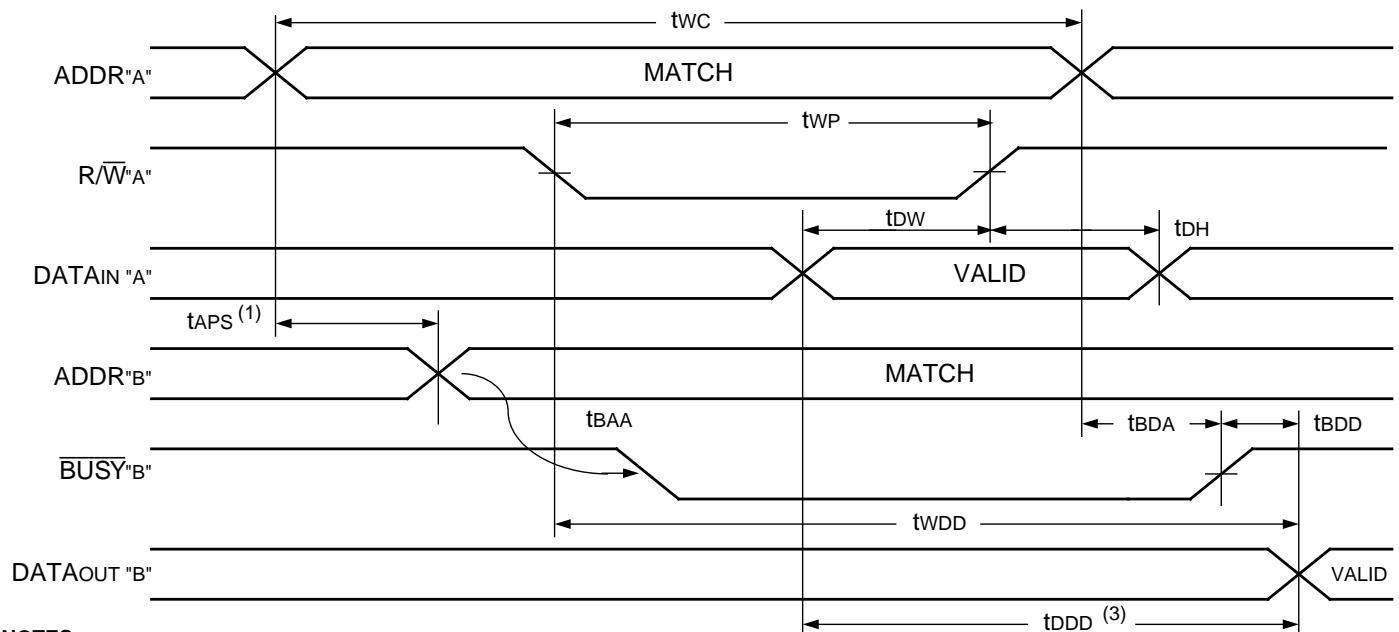 tWC
ADDR"A"
MATCH
tWP
R/W̅"A"
tDW
tDH
DATAIN "A"
VALID
tAPS (1)
ADDR"B"
MATCH
tBAA
tBDA
tBDD
B̅U̅S̅Y̅"B"
tWDD
DATAOUT "B"
VALID
tDDD (3)